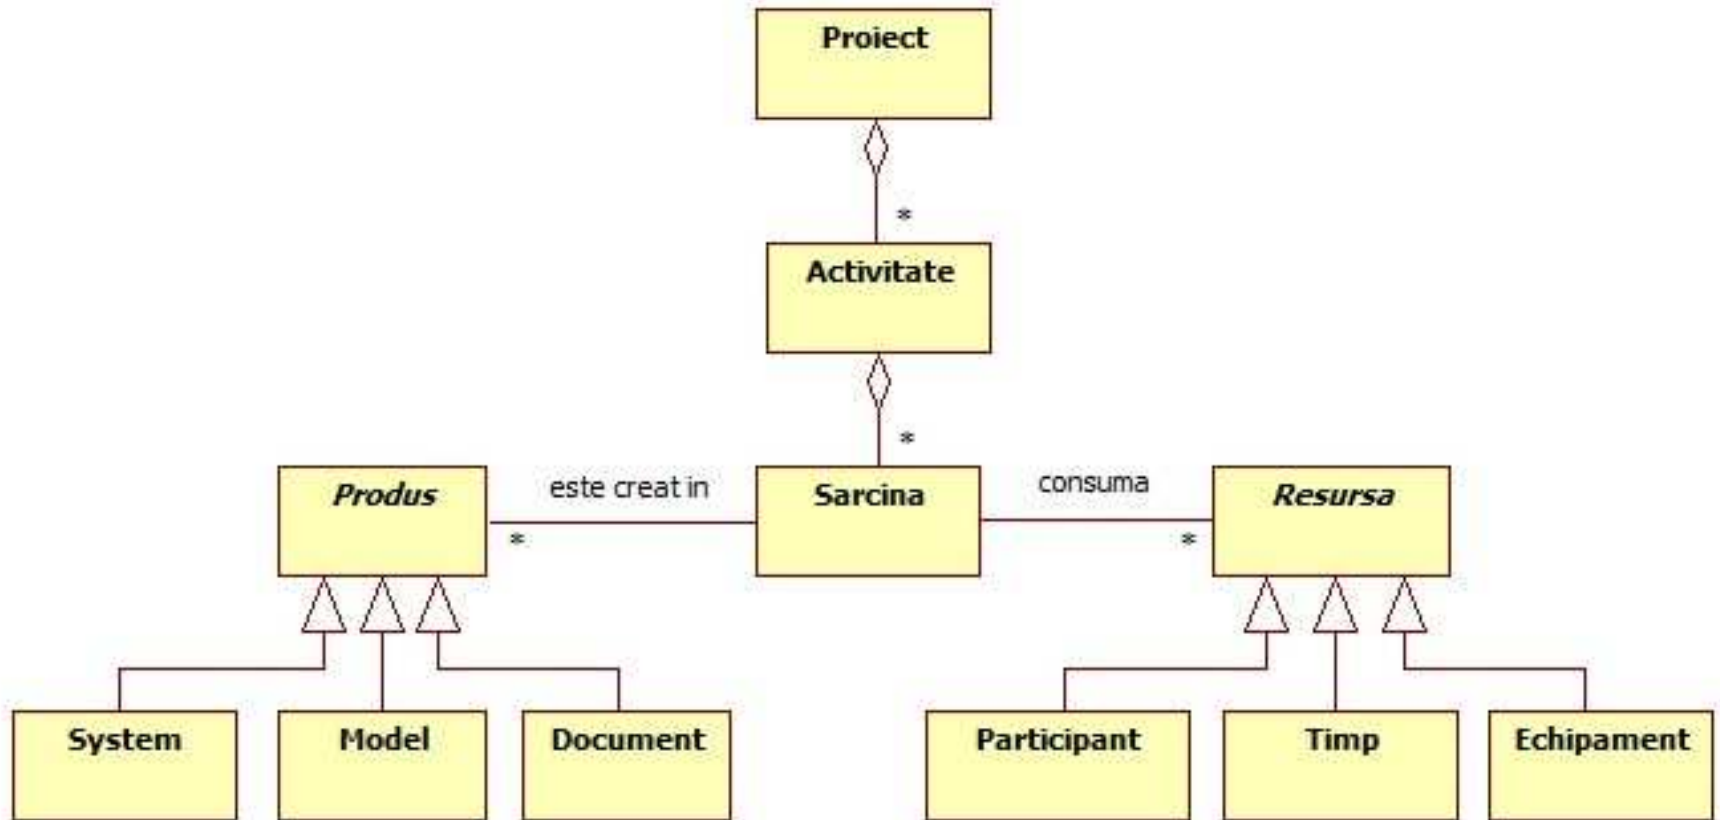 Proiect
*
Activitate
*
Produs
este creat in
*
Sarcina
consuma
*
Resursa
System
Model
Document
Participant
Timp
Echipament